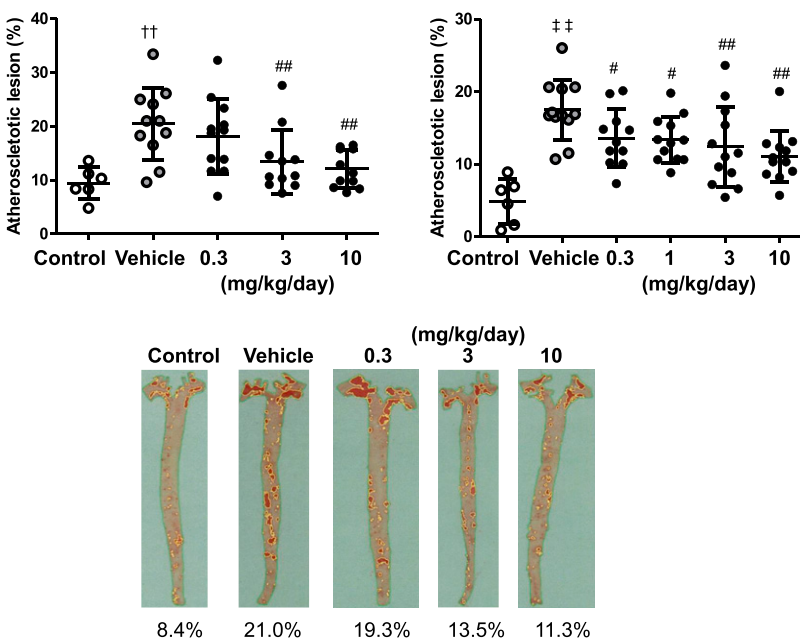 Atheroscletotic lesion (%)
40
30
20
10
0
††
##
##
Control Vehicle 0.3 3 10
(mg/kg/day)
Atheroscletotic lesion (%)
30
20
10
0
‡ ‡
#
#
##
##
Control Vehicle 0.3 1 3 10
(mg/kg/day)
(mg/kg/day)
Control Vehicle 0.3 3 10
8.4% 21.0% 19.3% 13.5% 11.3%